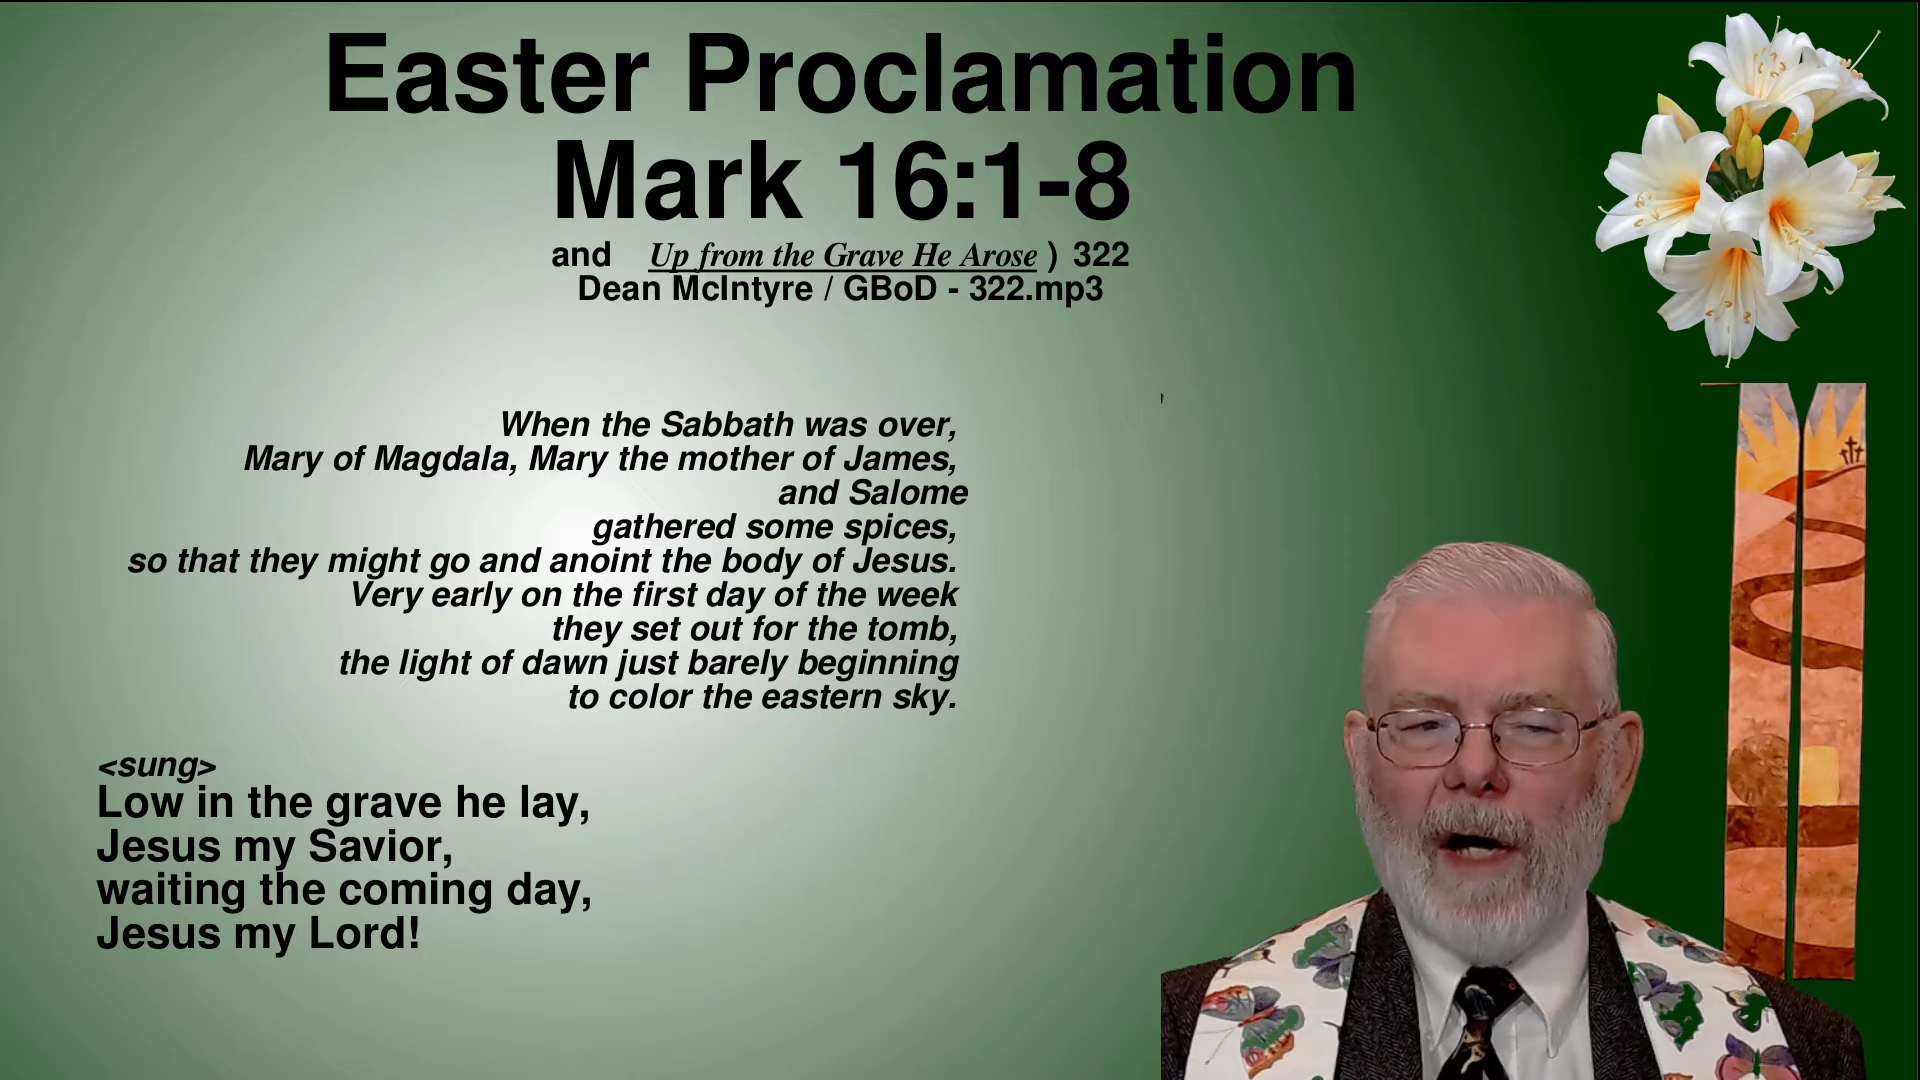 Easter Proclamation
Mark 16:1-8
and Up from the Grave He Arose ) 322
Dean McIntyre / GBoD - 322.mp3
When the Sabbath was over,
Mary of Magdala, Mary the mother of James,
and Salome
gathered some spices,
so that they might go and anoint the body of Jesus.
Very early on the first day of the week
they set out for the tomb,
the light of dawn just barely beginning
to color the eastern sky.
<sung>
Low in the grave he lay,
Jesus my Savior,
waiting the coming day,
Jesus my Lord!